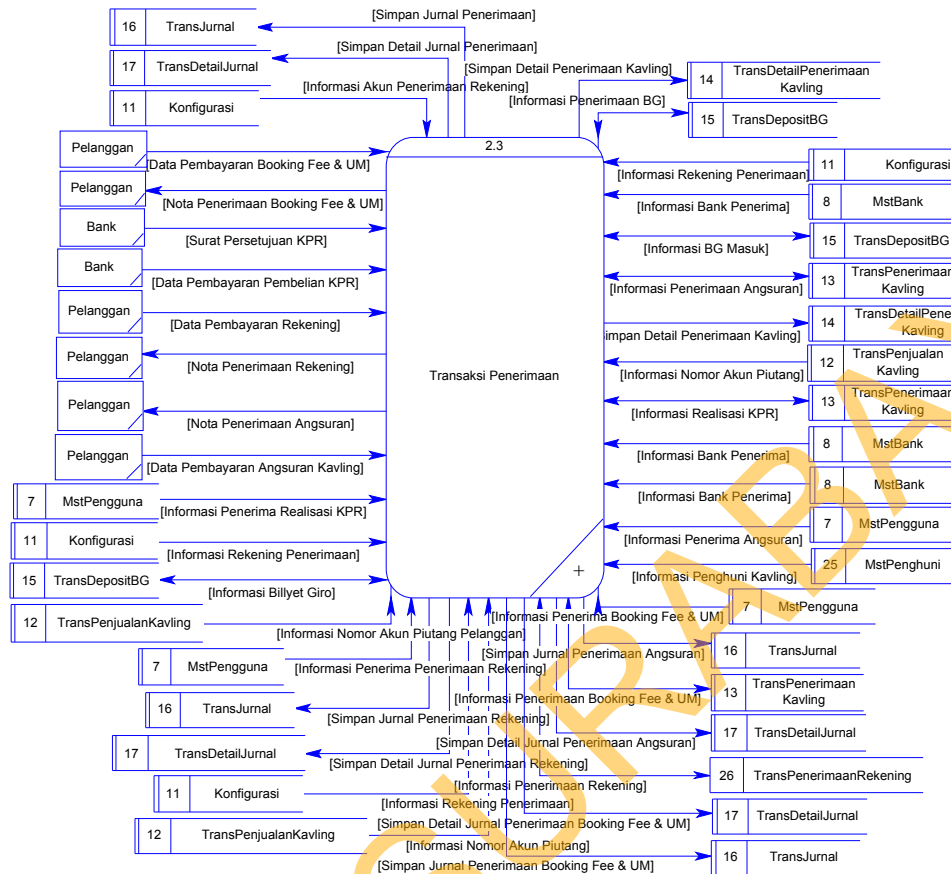 [Simpan Jurnal Penerimaan]
16 TransJurnal
[Simpan Detail Jurnal Penerimaan]
17 TransDetailJurnal
[Simpan Detail Penerimaan Kavling]
14 TransDetailPenerimaan
Kavling
[Informasi Akun Penerimaan Rekening]
11 Konfigurasi
[Informasi Penerimaan BG]
15 TransDepositBG
2.3
Transaksi Penerimaan
+
Pelanggan
[Data Pembayaran Booking Fee & UM]
Pelanggan
[Nota Penerimaan Booking Fee & UM]
Bank
[Surat Persetujuan KPR]
Bank
[Data Pembayaran Pembelian KPR]
Pelanggan
[Data Pembayaran Rekening]
Pelanggan
[Nota Penerimaan Rekening]
Pelanggan
[Nota Penerimaan Angsuran]
Pelanggan
[Data Pembayaran Angsuran Kavling]
7 MstPengguna
[Informasi Penerima Realisasi KPR]
11 Konfigurasi
[Informasi Rekening Penerimaan]
15 TransDepositBG
[Informasi Billyet Giro]
12 TransPenjualanKavling
[Informasi Nomor Akun Piutang Pelanggan]
7 MstPengguna
[Informasi Penerima Penerimaan Rekening]
16 TransJurnal
[Simpan Jurnal Penerimaan Rekening]
17 TransDetailJurnal
[Simpan Detail Jurnal Penerimaan Rekening]
11 Konfigurasi
[Informasi Rekening Penerimaan]
12 TransPenjualanKavling
[Informasi Nomor Akun Piutang]
11 Konfigurasi
[Informasi Rekening Penerimaan]
8 MstBank
[Informasi Bank Penerima]
15 TransDepositBG
[Informasi BG Masuk]
13 TransPenerimaan
Kavling
[Informasi Penerimaan Angsuran]
14 TransDetailPene
Kavling
impan Detail Penerimaan Kavling]
12 TransPenjualan
Kavling
[Informasi Nomor Akun Piutang]
13 TransPenerimaan
Kavling
[Informasi Realisasi KPR]
8 MstBank
[Informasi Bank Penerima]
8 MstBank
[Informasi Bank Penerima]
7 MstPengguna
[Informasi Penerima Angsuran]
25 MstPenghuni
[Informasi Penghuni Kavling]
7 MstPengguna
[Informasi Penerima Booking Fee & UM]
16 TransJurnal
[Simpan Jurnal Penerimaan Angsuran]
13 TransPenerimaan
Kavling
[Informasi Penerimaan Booking Fee & UM]
17 TransDetailJurnal
[Simpan Detail Jurnal Penerimaan Angsuran]
26 TransPenerimaanRekening
[Informasi Penerimaan Rekening]
17 TransDetailJurnal
[Simpan Detail Jurnal Penerimaan Booking Fee & UM]
16 TransJurnal
[Simpan Jurnal Penerimaan Booking Fee & UM]
SURABA